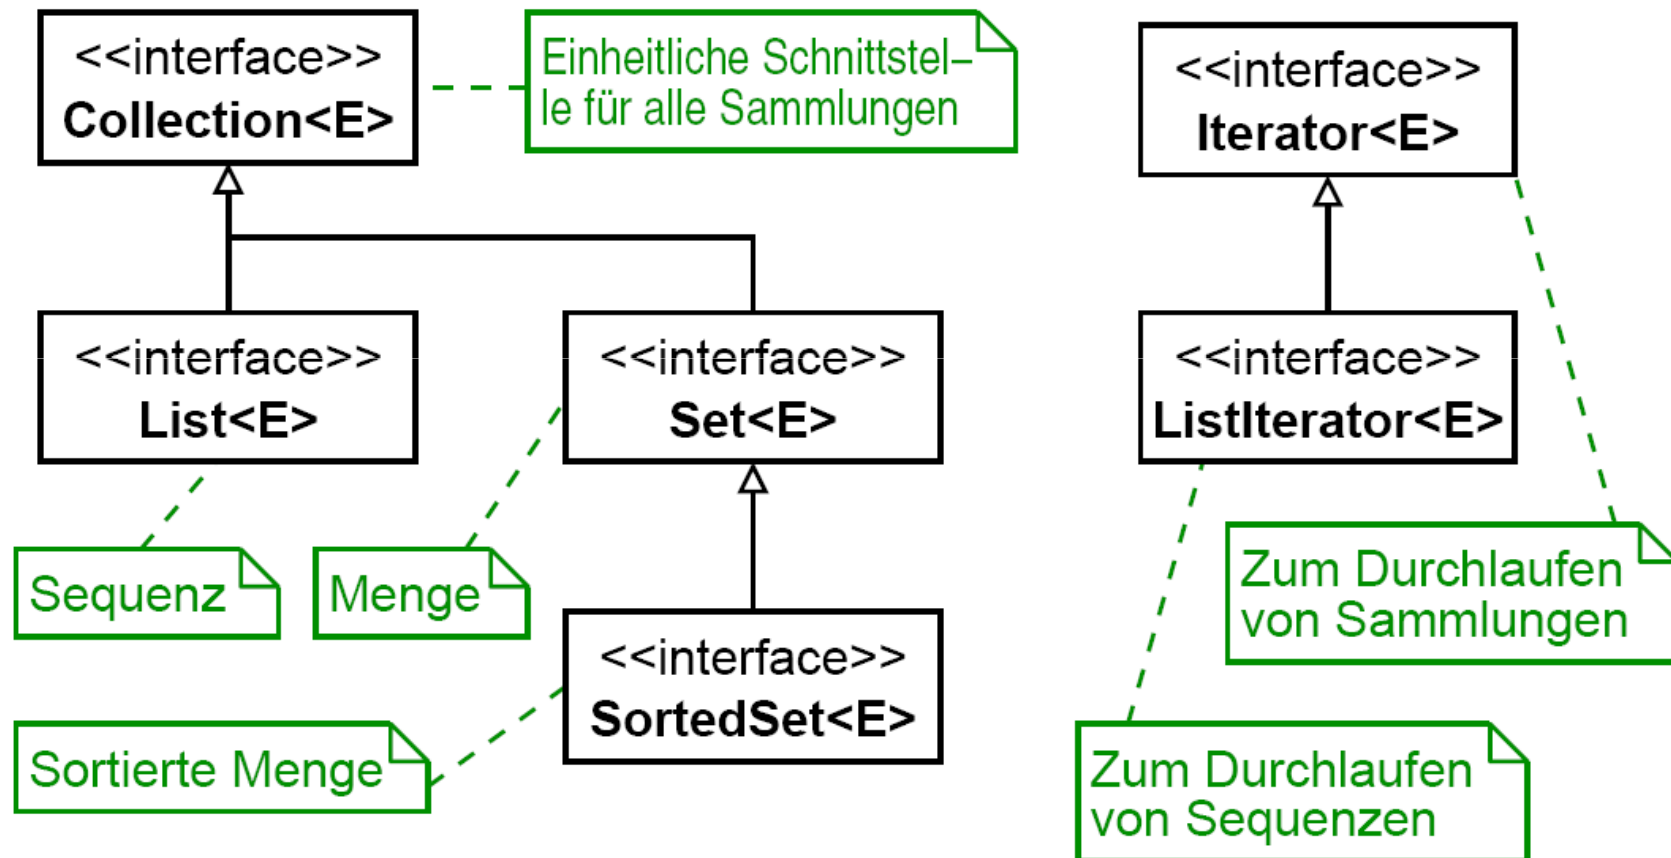 <<interface>>
Collection<E>
Einheitliche Schnittstel–
le für alle Sammlungen
<<interface>>
Iterator<E>
<<interface>>
List<E>
<<interface>>
Set<E>
<<interface>>
ListIterator<E>
Sequenz
Menge
Zum Durchlaufen
von Sammlungen
<<interface>>
SortedSet<E>
Sortierte Menge
Zum Durchlaufen
von Sequenzen